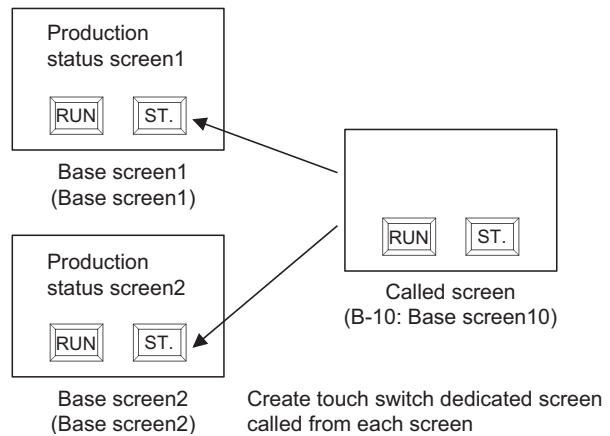 Production
status screen1
RUN ST.
Base screen1
(Base screen1)
RUN ST.
Called screen
(B-10: Base screen10)
Production
status screen2
RUN ST.
Base screen2
(Base screen2)
Create touch switch dedicated screen
called from each screen